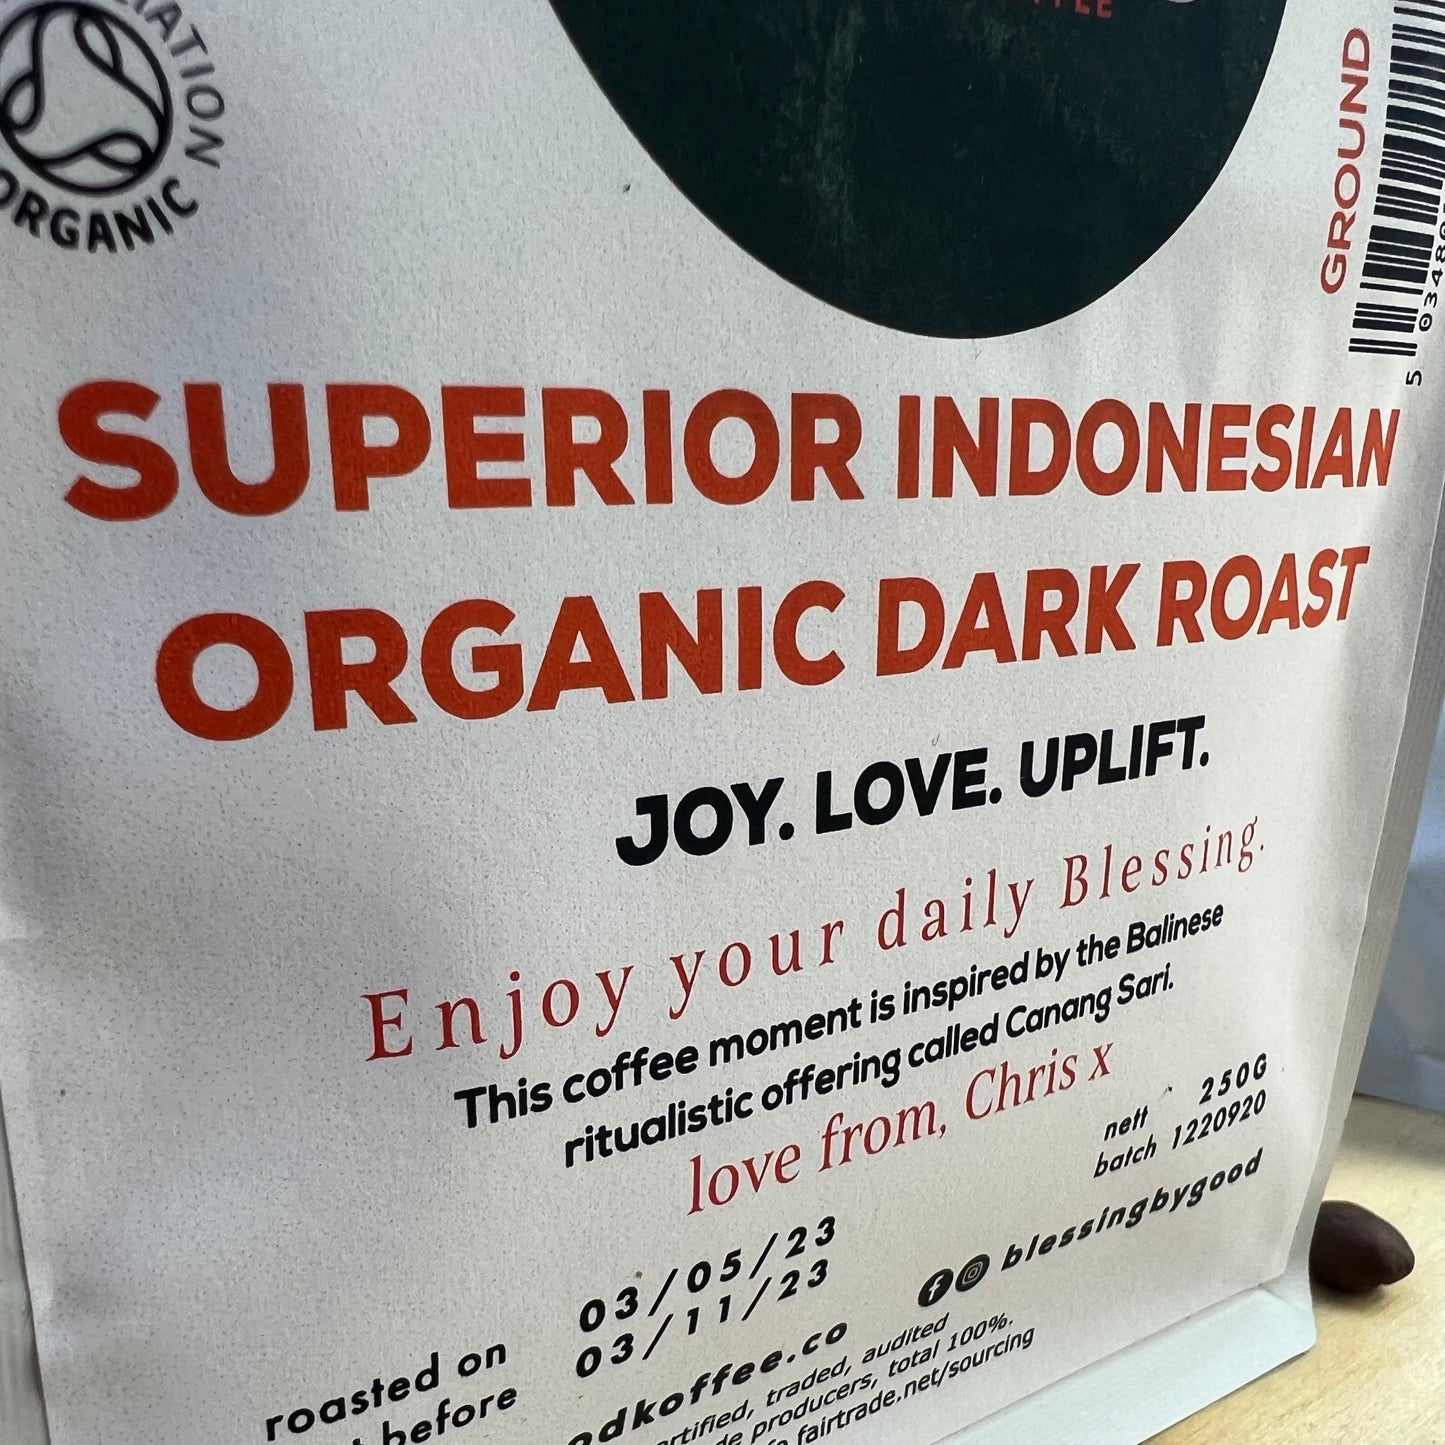 ORGANIC
GROUND
SUPERIOR INDONESIAN
ORGANIC DARK ROAST
JOY. LOVE. UPLIFT.
Enjoy your daily Blessing.
This coffee moment is inspired by the Balinese
ritualistic offering called Canang Sari.
love from, Chris x
nett 250G
batch 1220920
blessingbygood
roasted on 03/05/23
before 03/11/23
traded, audited
producers, total 100%.
fairtrade.net/sourcing